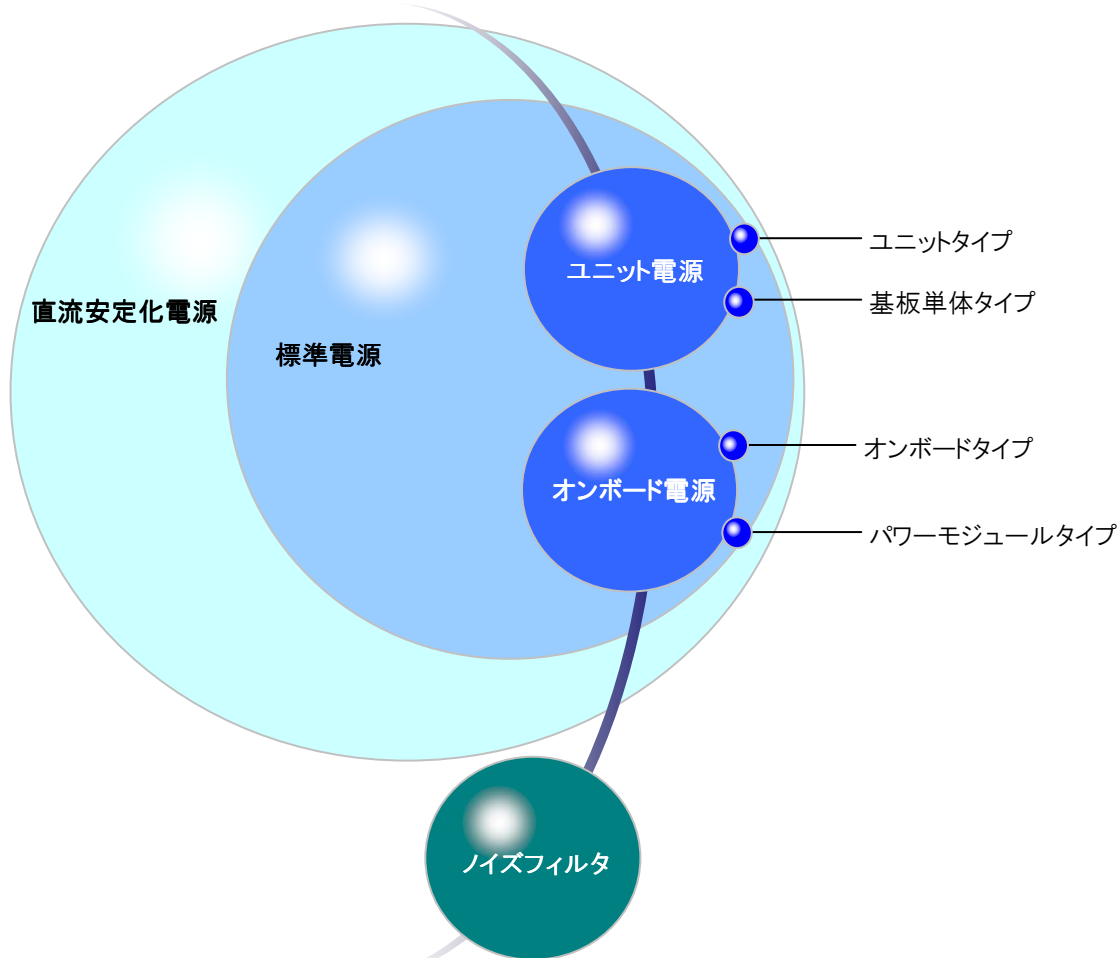 ユニットタイプ
ユニット電源
基板単体タイプ
直流安定化電源
標準電源
オンボードタイプ
オンボード電源
パワーモジュールタイプ
ノイズフィルタ